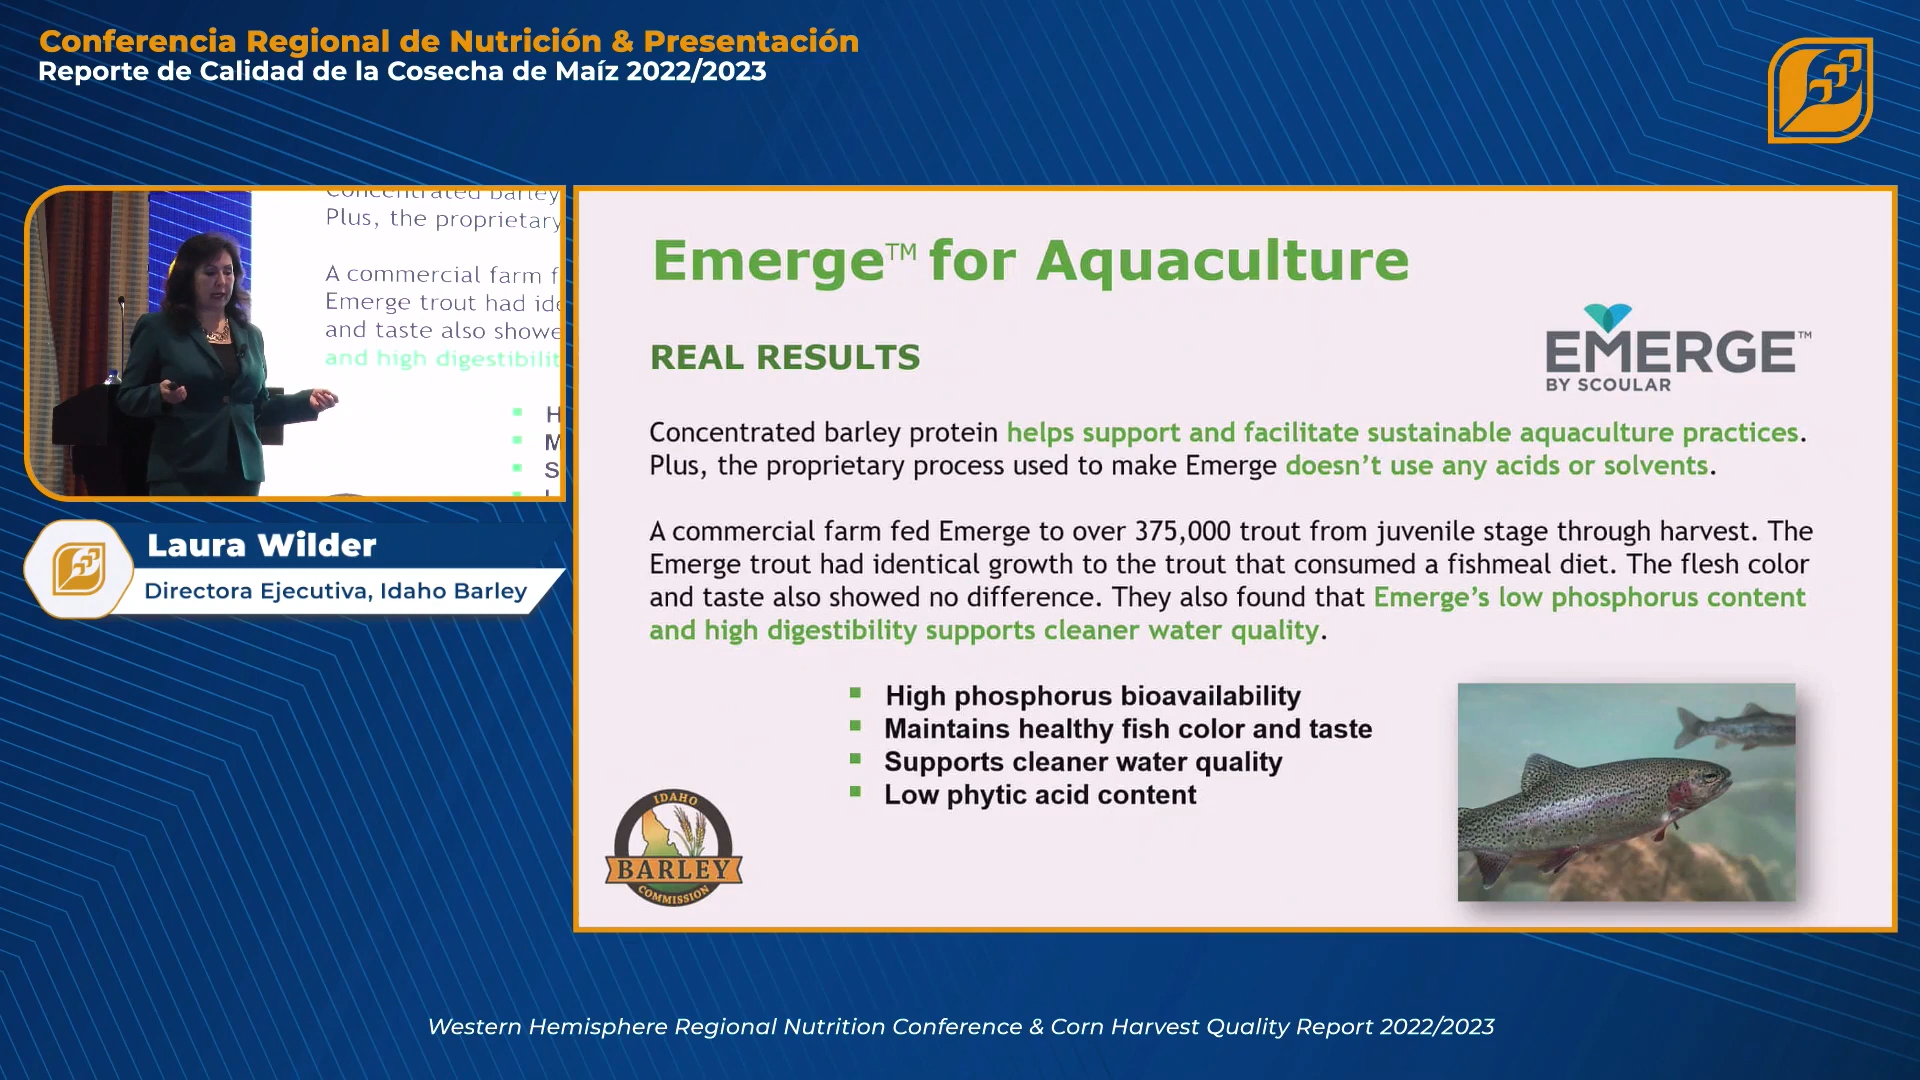 Conferencia Regional de Nutrición & Presentación
Reporte de Calidad de la Cosecha de Maíz 2022/2023
Concentrated barley
Plus, the proprietary
A commercial farm f
Emerge trout had ide
and taste also showe
and high digestibilit
H
M
S
Laura Wilder
Directora Ejecutiva, Idaho Barley
Emerge™ for Aquaculture
REAL RESULTS
EMERGE™
BY SCOULAR
Concentrated barley protein helps support and facilitate sustainable aquaculture practices.
Plus, the proprietary process used to make Emerge doesn’t use any acids or solvents.
A commercial farm fed Emerge to over 375,000 trout from juvenile stage through harvest. The
Emerge trout had identical growth to the trout that consumed a fishmeal diet. The flesh color
and taste also showed no difference. They also found that Emerge’s low phosphorus content
and high digestibility supports cleaner water quality.
▪ High phosphorus bioavailability
▪ Maintains healthy fish color and taste
▪ Supports cleaner water quality
▪ Low phytic acid content
IDAHO
BARLEY
COMMISSION
Western Hemisphere Regional Nutrition Conference & Corn Harvest Quality Report 2022/2023